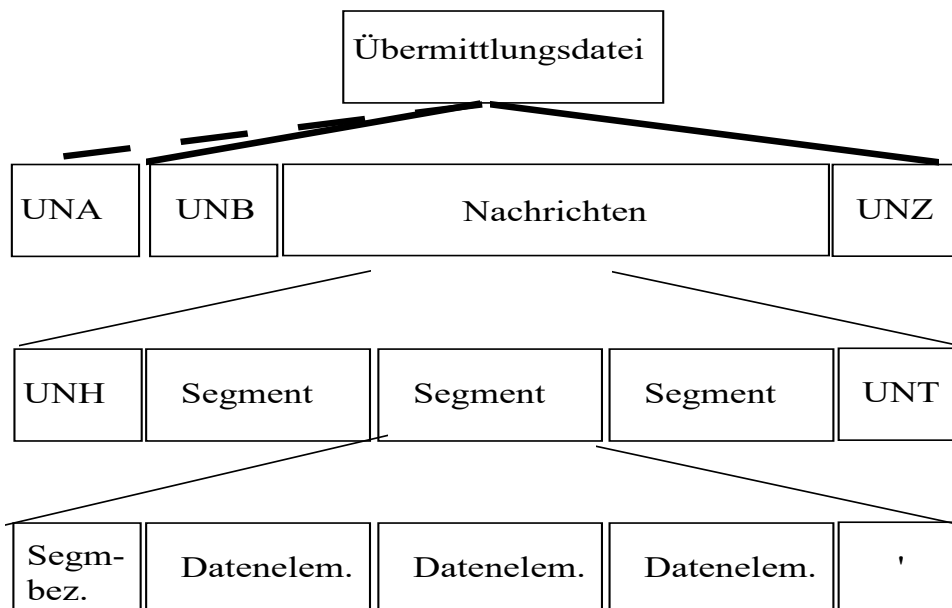 Übermittlungsdatei
UNA UNB Nachrichten UNZ
UNH Segment Segment Segment UNT
Segm-
bez. Datenelem. Datenelem. Datenelem. '